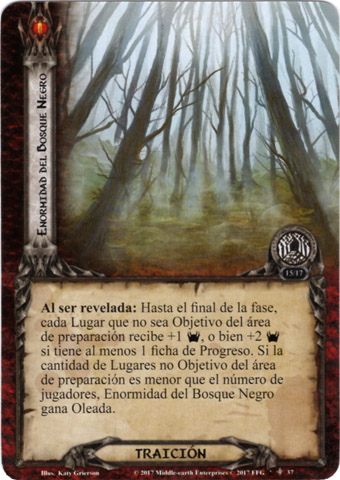 Enormidad del Bosque Negro
15/17
Al ser revelada: Hasta el final de la fase,
cada Lugar que no sea Objetivo del área
de preparación recibe +1 , o bien +2
si tiene al menos 1 ficha de Progreso. Si la
cantidad de Lugares no Objetivo del área
de preparación es menor que el número de
jugadores, Enormidad del Bosque Negro
gana Oleada.
TRAICIÓN
Illus. Katy Grierson © 2017 Middle-earth Enterprises © 2017 FFG 37